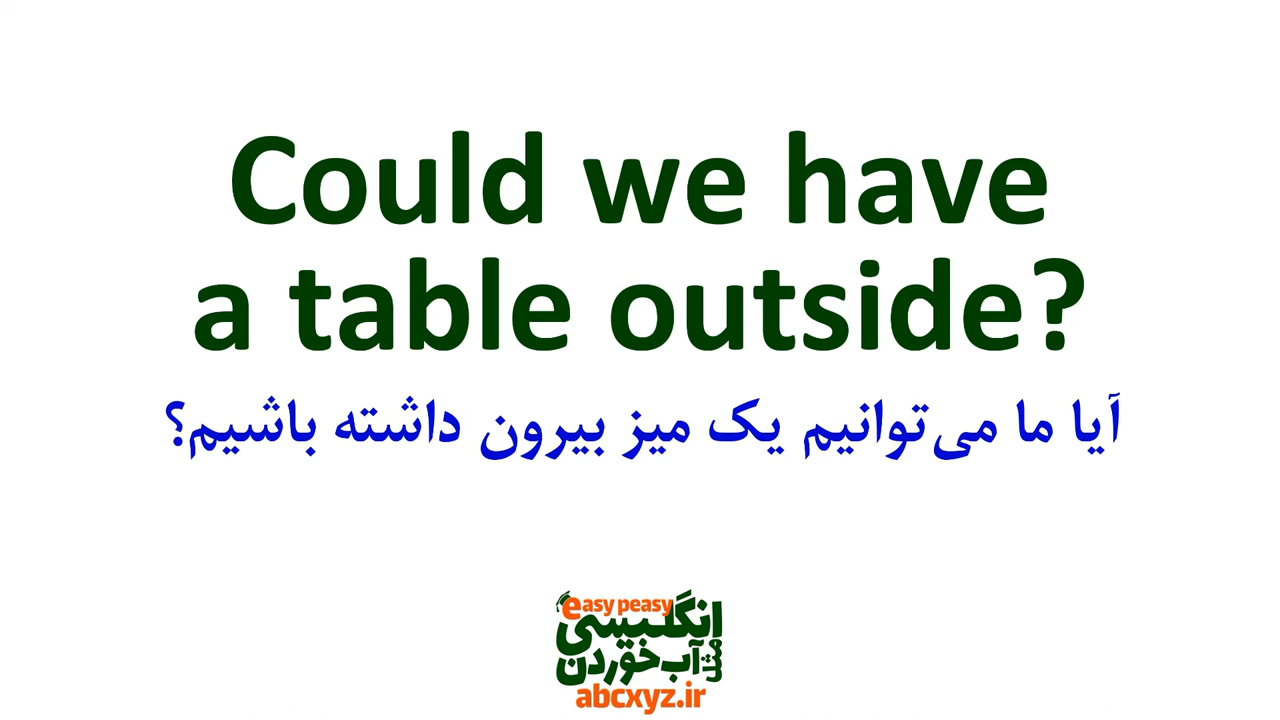 Could we have
a table outside?
آیا ما می‌توانیم یک میز بیرون داشته باشیم؟
easy peasy
انگلیسی
مثل آب خوردن
abcxyz.ir